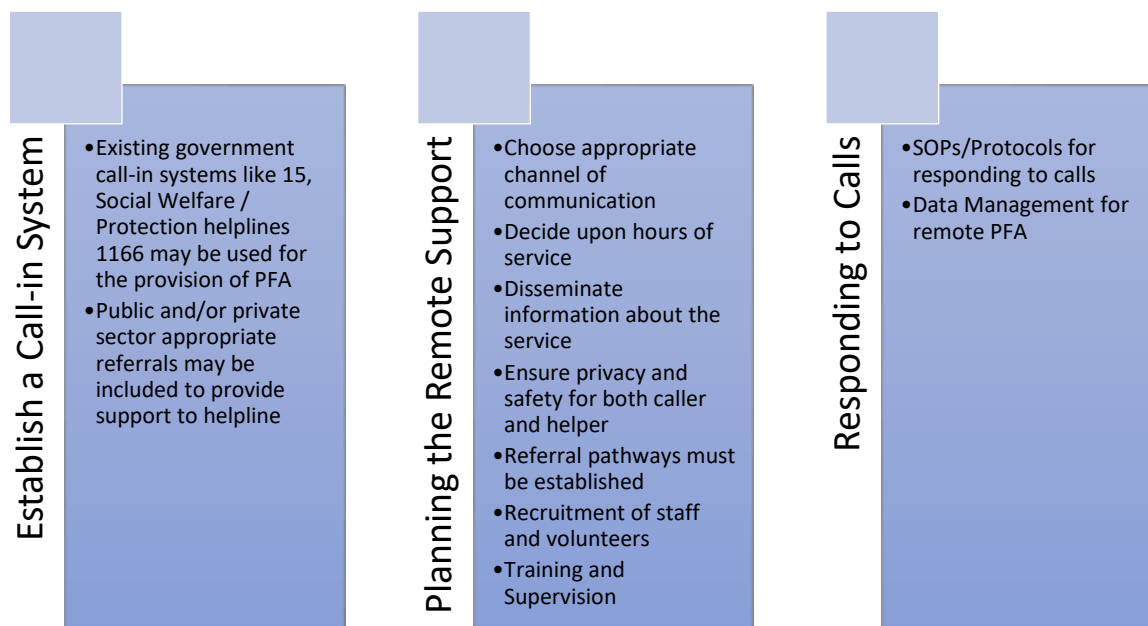 Establish a Call-in System
•Existing government
call-in systems like 15,
Social Welfare /
Protection helplines
1166 may be used for
the provision of PFA
•Public and/or private
sector appropriate
referrals may be
included to provide
support to helpline
Planning the Remote Support
•Choose appropriate
channel of
communication
•Decide upon hours of
service
•Disseminate
information about the
service
•Ensure privacy and
safety for both caller
and helper
•Referral pathways must
be established
•Recruitment of staff
and volunteers
•Training and
Supervision
Responding to Calls
•SOPs/Protocols for
responding to calls
•Data Management for
remote PFA